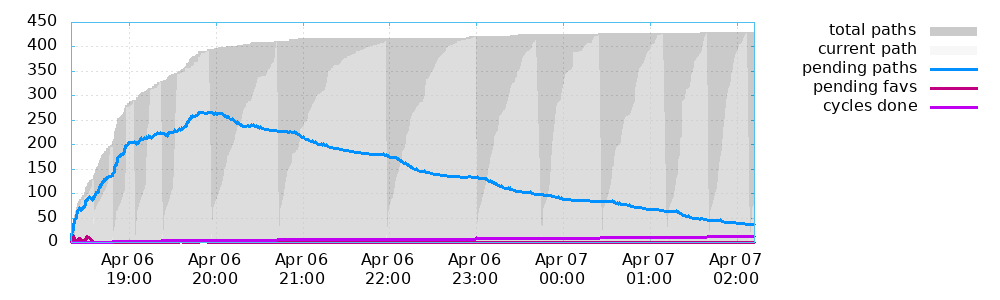 450
400
350
300
250
200
150
100
50
0
Apr 06 Apr 06 Apr 06 Apr 06 Apr 06 Apr 07 Apr 07 Apr 07
19:00 20:00 21:00 22:00 23:00 00:00 01:00 02:00
total paths
current path
pending paths
pending favs
cycles done